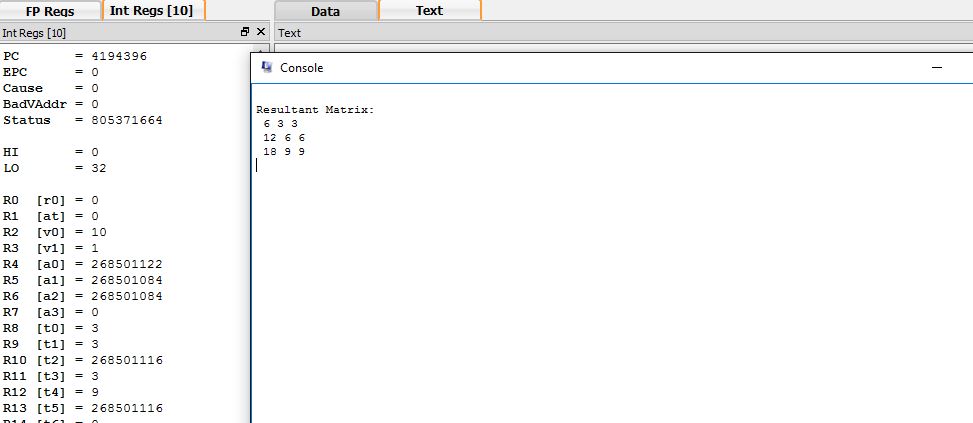 FP Regs Int Regs [10] Data Text
Int Regs [10] Text
PC = 4194396
EPC = 0
Cause = 0
BadVAddr = 0
Status = 805371664
HI = 0
LO = 32
R0 [r0] = 0
R1 [at] = 0
R2 [v0] = 10
R3 [v1] = 1
R4 [a0] = 268501122
R5 [a1] = 268501084
R6 [a2] = 268501084
R7 [a3] = 0
R8 [t0] = 3
R9 [t1] = 3
R10 [t2] = 268501116
R11 [t3] = 3
R12 [t4] = 9
R13 [t5] = 268501116
Console
Resultant Matrix:
6 3 3
12 6 6
18 9 9